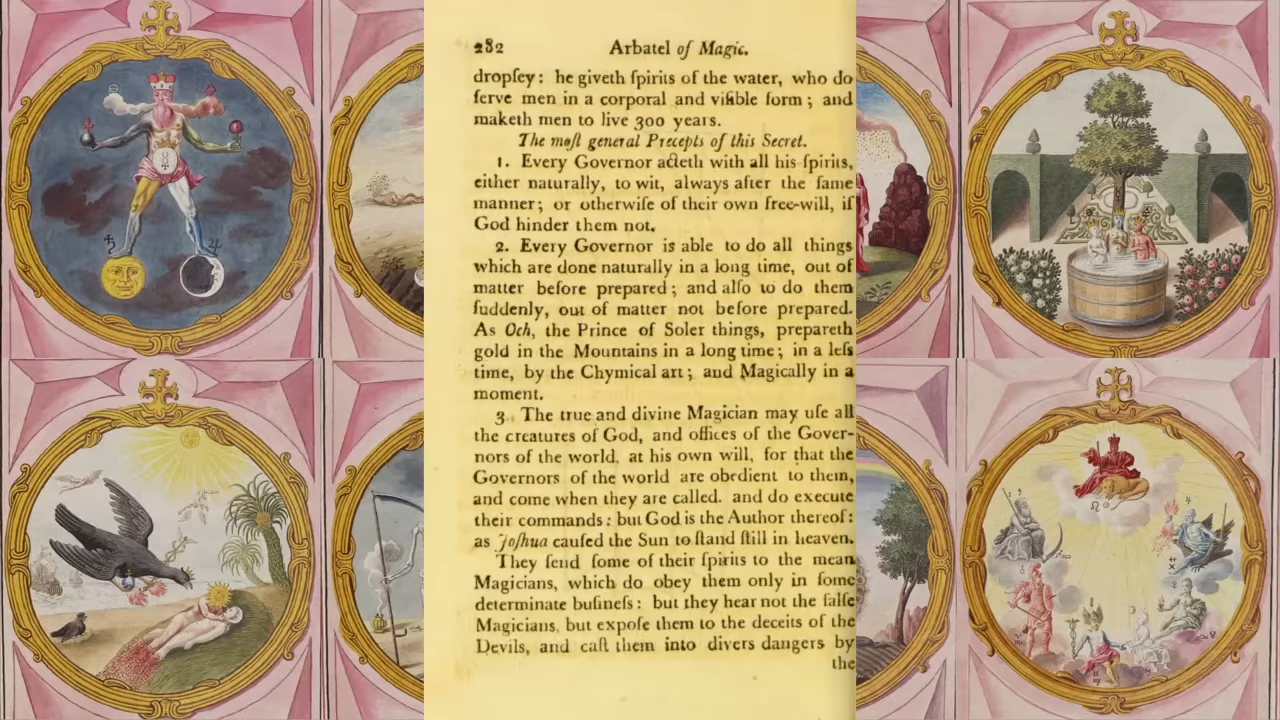 282 Arbatel of Magic.
dropſey: he giveth ſpirits of the water, who do
ſerve men in a corporal and viſible form; and
maketh men to live 300 years.
The moſt general Precepts of this Secret.
1. Every Governor acteth with all his ſpirits,
either naturally, to wit, always after the ſame
manner; or otherwiſe of their own free-will, if
God hinder them not.
2. Every Governor is able to do all things
which are done naturally in a long time, out of
matter before prepared; and alſo to do them
ſuddenly, out of matter not before prepared.
As Och, the Prince of Soler things, prepareth
gold in the Mountains in a long time; in a leſs
time, by the Chymical art; and Magically in a
moment.
3. The true and divine Magician may uſe all
the creatures of God, and offices of the Gover-
nors of the world, at his own will, for that the
Governors of the world are obedient to them,
and come when they are called. and do execute
their commands: but God is the Author thereof:
as Joſhua cauſed the Sun to ſtand ſtill in heaven.
They ſend ſome of their ſpirits to the mean
Magicians, which do obey them only in ſome
determinate buſineſs: but they hear not the falſe
Magicians, but expoſe them to the deceits of the
Devils, and caſt them into divers dangers by
the